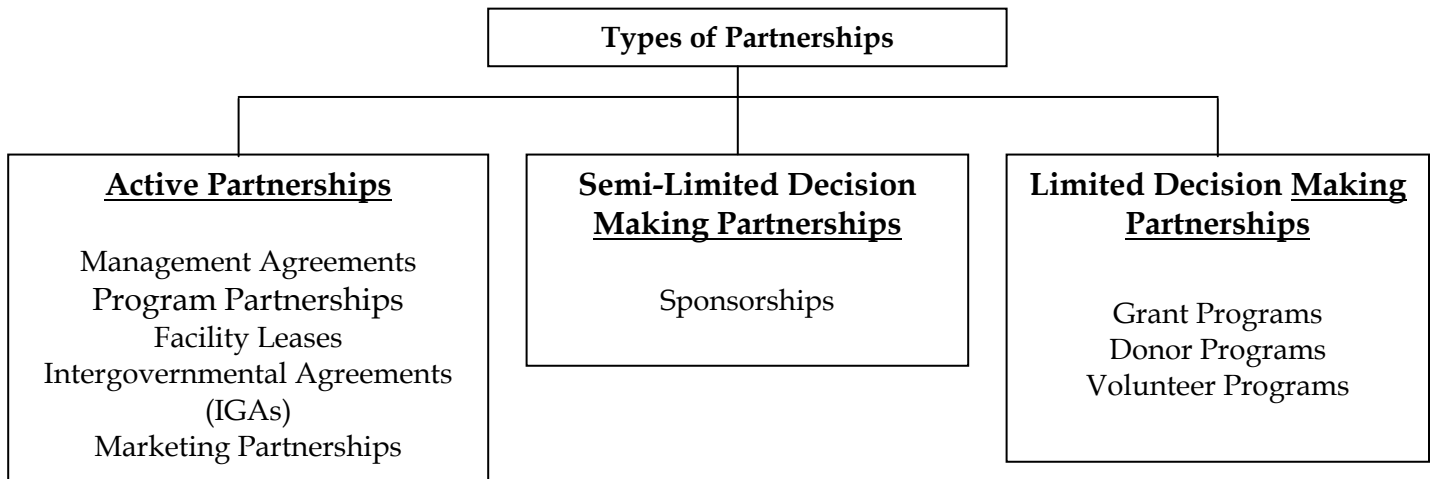 Types of Partnerships
Active Partnerships
Management Agreements
Program Partnerships
Facility Leases
Intergovernmental Agreements
(IGAs)
Marketing Partnerships
Semi-Limited Decision
Making Partnerships
Sponsorships
Limited Decision Making
Partnerships
Grant Programs
Donor Programs
Volunteer Programs